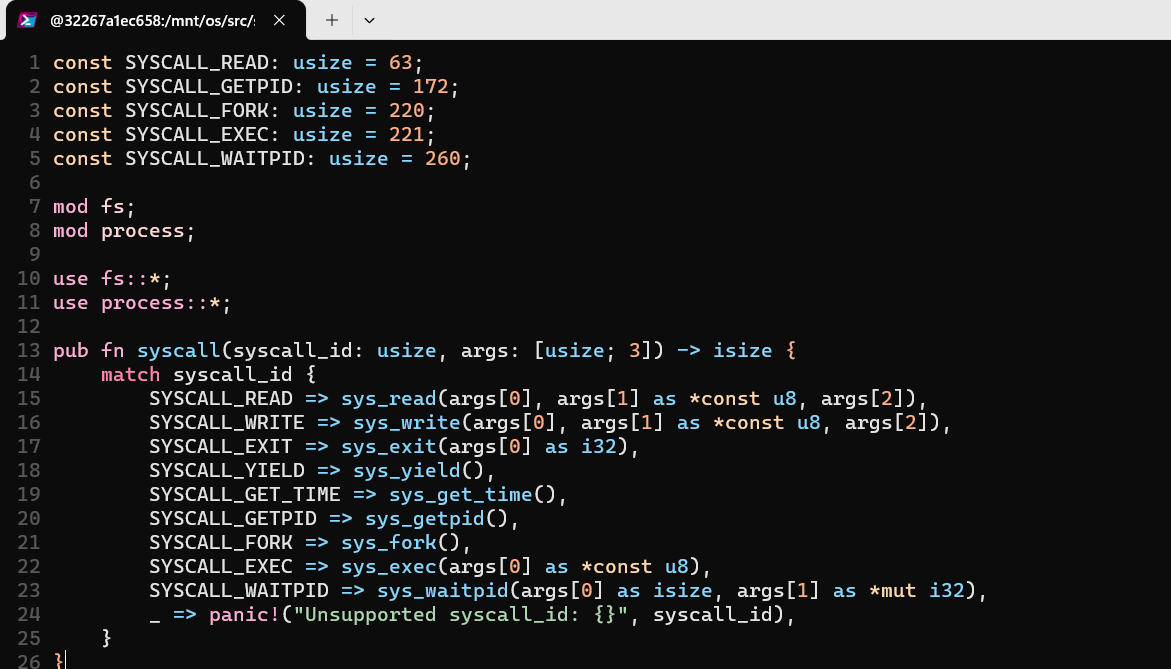 @32267a1ec658:/mnt/os/src/
1 const SYSCALL_READ: usize = 63;
2 const SYSCALL_GETPID: usize = 172;
3 const SYSCALL_FORK: usize = 220;
4 const SYSCALL_EXEC: usize = 221;
5 const SYSCALL_WAITPID: usize = 260;
6
7 mod fs;
8 mod process;
9
10 use fs::*;
11 use process::*;
12
13 pub fn syscall(syscall_id: usize, args: [usize; 3]) -> isize {
14     match syscall_id {
15         SYSCALL_READ => sys_read(args[0], args[1] as *const u8, args[2]),
16         SYSCALL_WRITE => sys_write(args[0], args[1] as *const u8, args[2]),
17         SYSCALL_EXIT => sys_exit(args[0] as i32),
18         SYSCALL_YIELD => sys_yield(),
19         SYSCALL_GET_TIME => sys_get_time(),
20         SYSCALL_GETPID => sys_getpid(),
21         SYSCALL_FORK => sys_fork(),
22         SYSCALL_EXEC => sys_exec(args[0] as *const u8),
23         SYSCALL_WAITPID => sys_waitpid(args[0] as isize, args[1] as *mut i32),
24         _ => panic!("Unsupported syscall_id: {}", syscall_id),
25     }
26 }